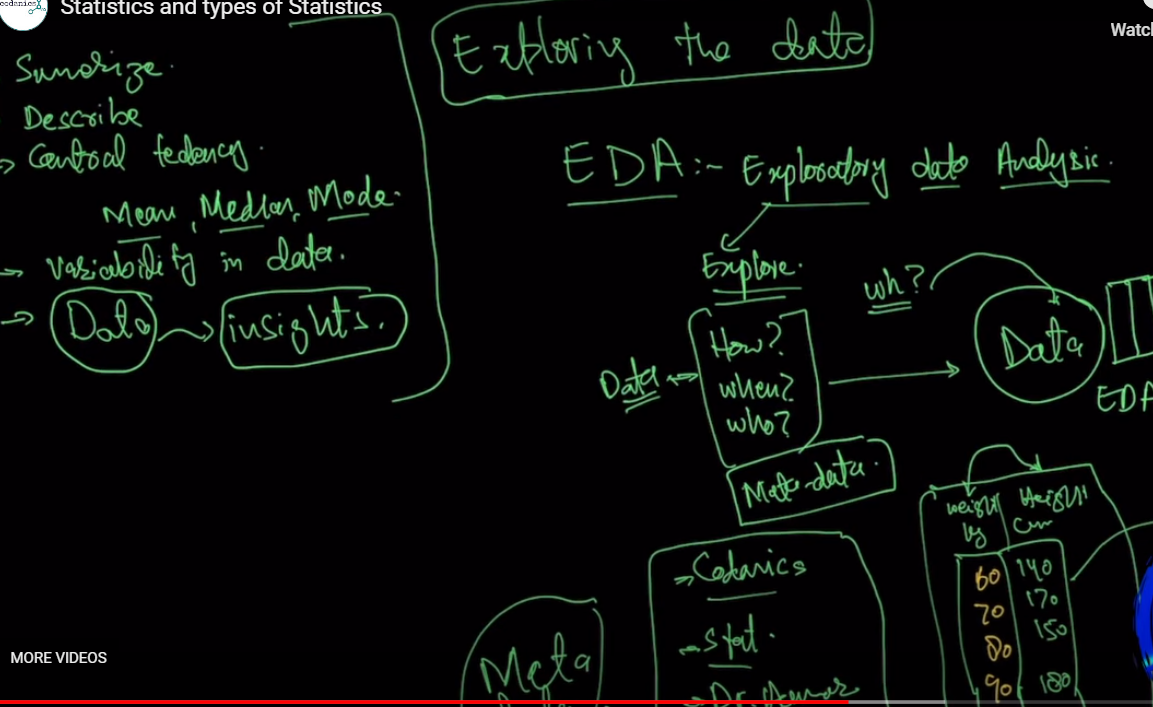 Statistics and types of Statistics
Watch
Sumarize.
Describe
Central tedency.
Mean, Median, Mode.
Variability in data.
Data insights.
Exploring the data
EDA :- Exploratory data Analysis.
Explore.
wh?
Data
How?
when?
who?
Data
EDA
Meta-data.
weight Height
kg cm
60 140
70 170
80 150
90 180
Codanics
Stat.
Meta
MORE VIDEOS